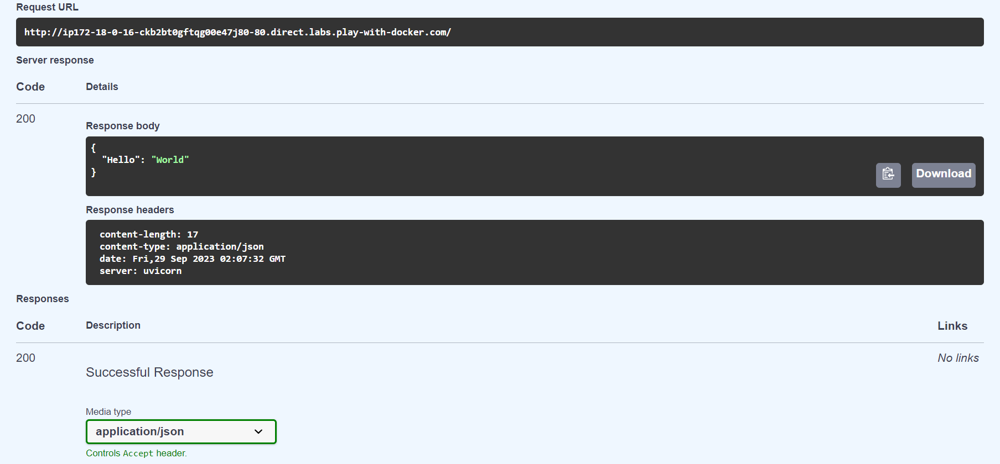 Request URL
http://ip172-18-0-16-ckb2bt0gftqg00e47j80-80.direct.labs.play-with-docker.com/
Server response
Code Details
200
Response body
{
"Hello": "World"
}
Download
Response headers
content-length: 17
content-type: application/json
date: Fri,29 Sep 2023 02:07:32 GMT
server: uvicorn
Responses
Code Description Links
200 No links
Successful Response
Media type
application/json
Controls Accept header.